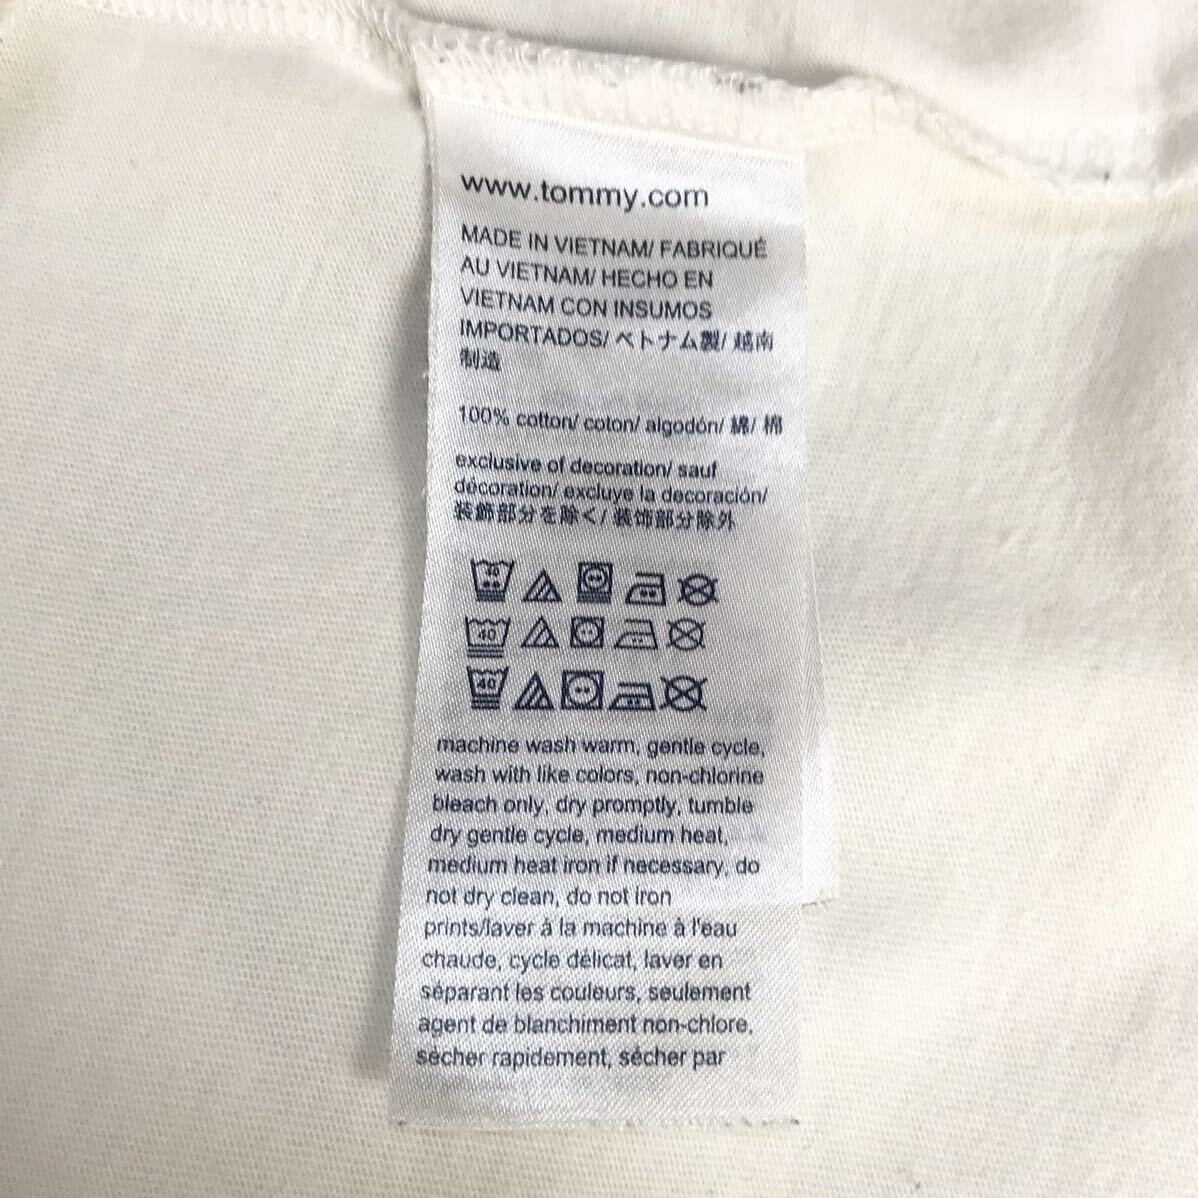 www.tommy.com
MADE IN VIETNAM/ FABRIQUÉ
AU VIETNAM/ HECHO EN
VIETNAM CON INSUMOS
IMPORTADOS/ ベトナム製/ 越南
制造
100% cotton/ coton/ algodón/ 綿/ 棉
exclusive of decoration/ sauf
décoration/ excluye la decoración/
装飾部分を除く/ 装饰部分除外
40
40
40
machine wash warm, gentle cycle,
wash with like colors, non-chlorine
bleach only, dry promptly, tumble
dry gentle cycle, medium heat,
medium heat iron if necessary, do
not dry clean, do not iron
prints/laver à la machine à l'eau
chaude, cycle délicat, laver en
séparant les couleurs, seulement
agent de blanchiment non-chlore,
sécher rapidement, sécher par